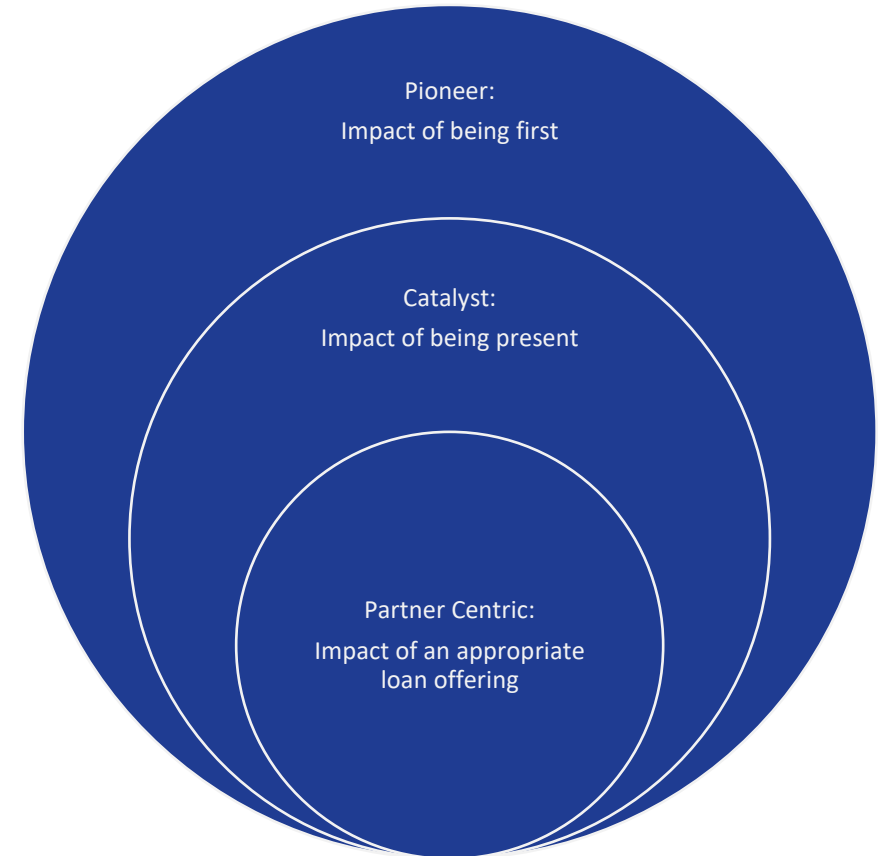 Pioneer:
Impact of being first
Catalyst:
Impact of being present
Partner Centric:
Impact of an appropriate
loan offering